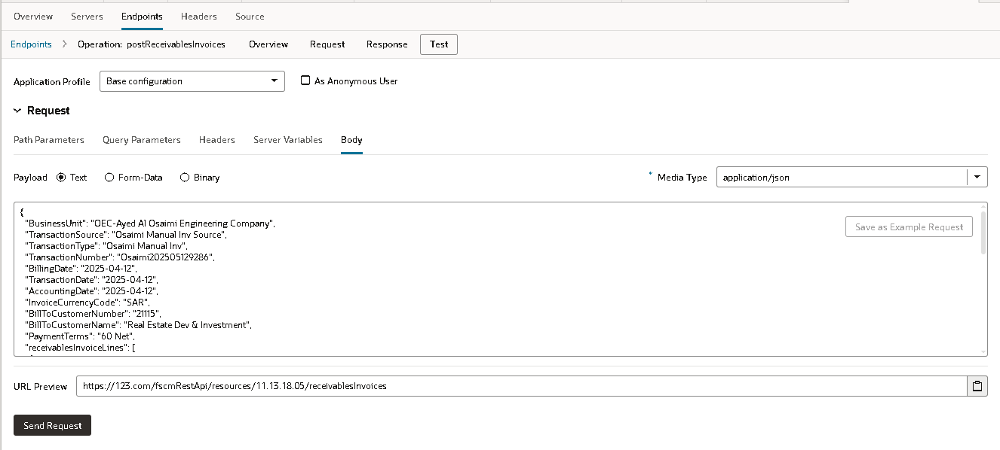 Overview Servers Endpoints Headers Source
Endpoints > Operation: postReceivablesInvoices Overview Request Response Test
Application Profile Base configuration As Anonymous User
Request
Path Parameters Query Parameters Headers Server Variables Body
Payload Text Form-Data Binary * Media Type application/json
{
Save as Example Request
"BusinessUnit": "OEC-Ayed Al Osaimi Engineering Company",
"TransactionSource": "Osaimi Manual Inv Source",
"TransactionType": "Osaimi Manual Inv",
"TransactionNumber": "Osaimi202505129286",
"BillingDate": "2025-04-12",
"TransactionDate": "2025-04-12",
"AccountingDate": "2025-04-12",
"InvoiceCurrencyCode": "SAR",
"BillToCustomerNumber": "21115",
"BillToCustomerName": "Real Estate Dev & Investment",
"PaymentTerms": "60 Net",
"receivablesInvoiceLines": [
URL Preview https://123.com/fscmRestApi/resources/11.13.18.05/receivablesInvoices
Send Request